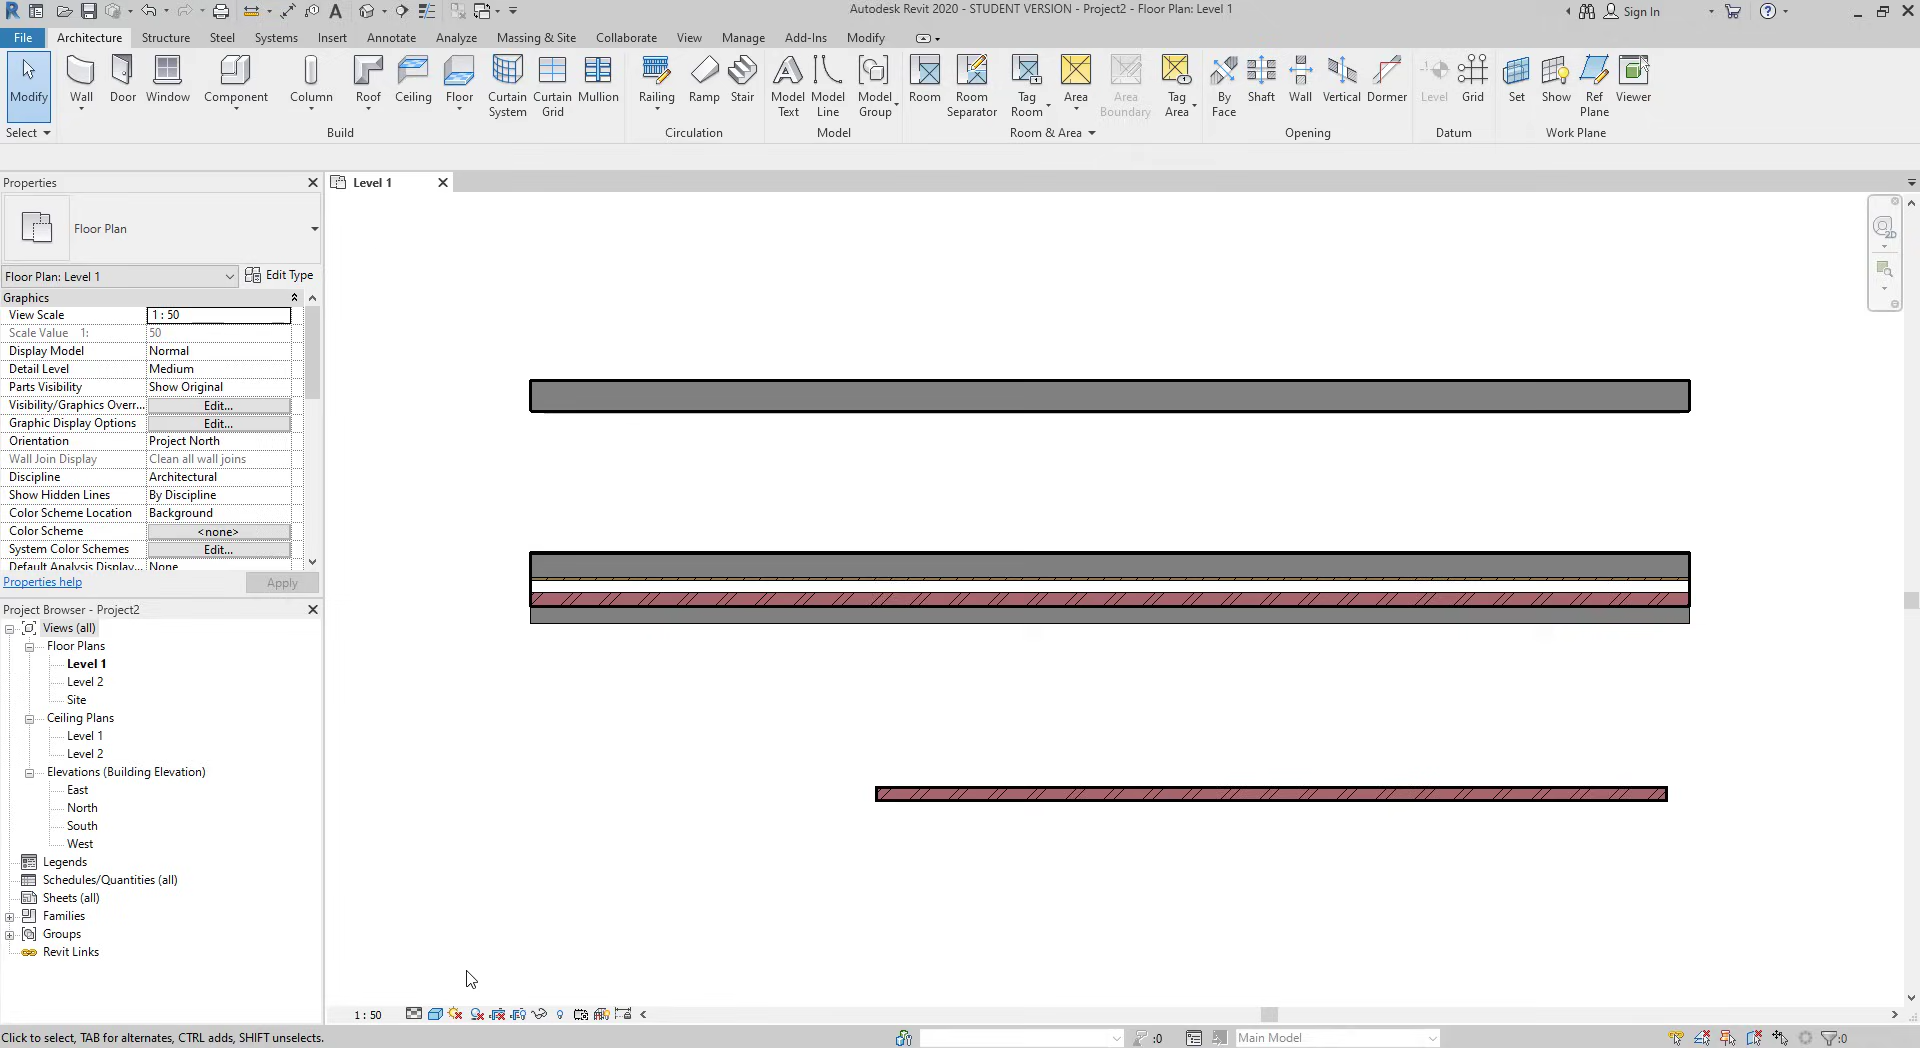 Autodesk Revit 2020 - STUDENT VERSION - Project2 - Floor Plan: Level 1
Sign In
File Architecture Structure Steel Systems Insert Annotate Analyze Massing & Site Collaborate View Manage Add-Ins Modify
Modify Wall Door Window Component Column Roof Ceiling Floor Curtain System Curtain Grid Mullion Railing Ramp Stair Model Text Model Line Model Group Room Room Separator Tag Room Area Area Boundary Tag Area By Face Shaft Wall Vertical Dormer Level Grid Set Show Ref Plane Viewer
Select Build Circulation Model Room & Area Opening Datum Work Plane
Properties
Level 1
Floor Plan
Floor Plan: Level 1 Edit Type
Graphics
View Scale 1 : 50
Scale Value 1: 50
Display Model Normal
Detail Level Medium
Parts Visibility Show Original
Visibility/Graphics Overr... Edit...
Graphic Display Options Edit...
Orientation Project North
Wall Join Display Clean all wall joins
Discipline Architectural
Show Hidden Lines By Discipline
Color Scheme Location Background
Color Scheme <none>
System Color Schemes Edit...
Default Analysis Display... None
Properties help Apply
Project Browser - Project2
Views (all)
Floor Plans
Level 1
Level 2
Site
Ceiling Plans
Level 1
Level 2
Elevations (Building Elevation)
East
North
South
West
Legends
Schedules/Quantities (all)
Sheets (all)
Families
Groups
Revit Links
1 : 50
Click to select, TAB for alternates, CTRL adds, SHIFT unselects.
:0
Main Model
:0